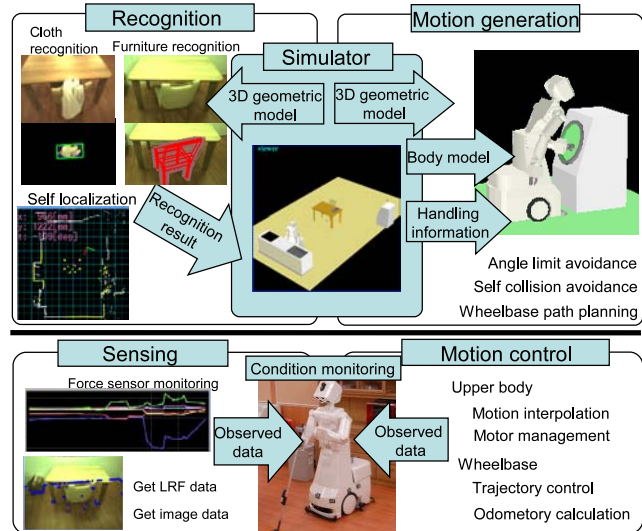 Recognition
Motion generation
Cloth
recognition
Furniture recognition
Simulator
3D geometric
model
3D geometric
model
Body model
Handling
information
Self localization
Recognition
result
Angle limit avoidance
Self collision avoidance
Wheelbase path planning
Sensing
Condition monitoring
Motion control
Force sensor monitoring
Observed
data
Observed
data
Get LRF data
Get image data
Upper body
Motion interpolation
Motor management
Wheelbase
Trajectory control
Odometory calculation